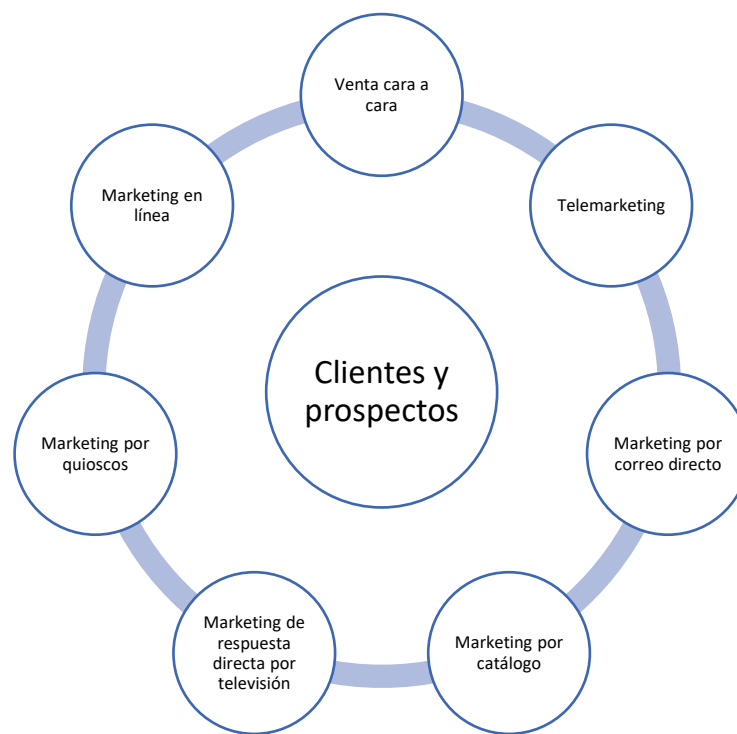 Venta cara a
cara
Telemarketing
Marketing por
correo directo
Marketing por
catálogo
Marketing de
respuesta
directa por
televisión
Marketing por
quioscos
Marketing en
línea
Clientes y
prospectos